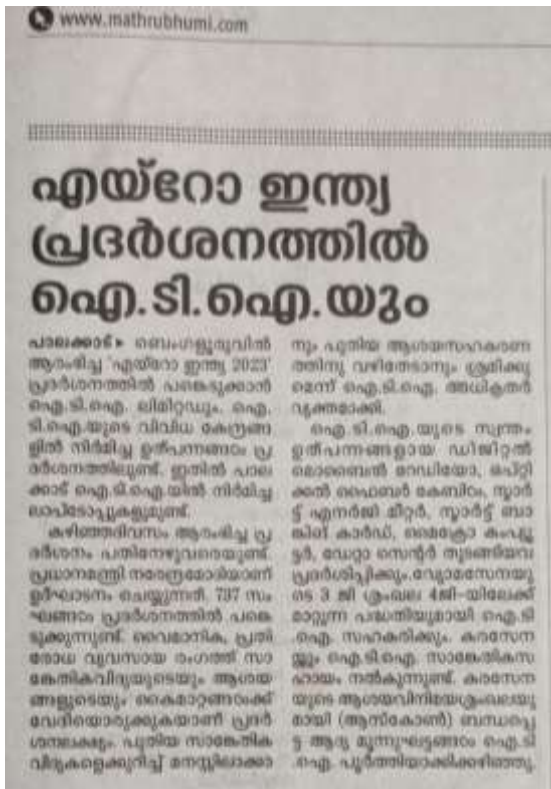 www.mathrubhumi.com
എയ്റോ ഇന്ത്യ
പ്രദർശനത്തിൽ
ഐ.ടി.ഐ.യും
പാലക്കാട് ▸ ബെംഗളൂരുവിൽ
ആരംഭിച്ച 'എയ്റോ ഇന്ത്യ 2023'
പ്രദർശനത്തിൽ പങ്കെടുക്കാൻ
ഐ.ടി.ഐ. ലിമിറ്റഡും. ഐ.
ടി.ഐ.യുടെ വിവിധ കേന്ദ്രങ്ങ
ളിൽ നിർമിച്ച ഉത്പന്നങ്ങൾ പ്ര
ദർശനത്തിലുണ്ട്. ഇതിൽ പാല
ക്കാട് ഐ.ടി.ഐ.യിൽ നിർമിച്ച
ലാപ്ടോപ്പുകളുമുണ്ട്.
കഴിഞ്ഞദിവസം ആരംഭിച്ച പ്ര
ദർശനം പതിനേഴുവരെയുണ്ട്.
പ്രധാനമന്ത്രി നരേന്ദ്രമോദിയാണ്
ഉദ്ഘാടനം ചെയ്യുന്നത്. 737 സം
ഘങ്ങൾ പ്രദർശനത്തിൽ പങ്കെ
ടുക്കുന്നുണ്ട്. വൈമാനിക, പ്രതി
രോധ വ്യവസായ രംഗത്ത് സാ
ങ്കേതികവിദ്യയുടെയും ആശയ
ങ്ങളുടെയും കൈമാറ്റങ്ങൾക്ക്
വേദിയൊരുക്കുകയാണ് പ്രദർ
ശനലക്ഷ്യം. പുതിയ സാങ്കേതിക
വിദ്യകളെക്കുറിച്ച് മനസ്സിലാക്കാ
നും പുതിയ ആശയസഹകരണ
ത്തിനു വഴിതേടാനും ശ്രമിക്കു
മെന്ന് ഐ.ടി.ഐ. അധികൃതർ
വ്യക്തമാക്കി.
ഐ.ടി.ഐ.യുടെ സ്വന്തം
ഉത്പന്നങ്ങളായ ഡിജിറ്റൽ
മൊബൈൽ റേഡിയോ, ഒപ്റ്റി
ക്കൽ ഫൈബർ കേബിൾ, സ്മാർ
ട്ട് എനർജി മീറ്റർ, സ്മാർട്ട് ബാ
ങ്കിങ് കാർഡ്, മൈക്രോ കംപ്യൂ
ട്ടർ, ഡേറ്റാ സെന്റർ തുടങ്ങിയവ
പ്രദർശിപ്പിക്കും. വ്യോമസേനയു
ടെ 3 ജി ശൃംഖല 4ജി-യിലേക്ക്
മാറ്റുന്ന പദ്ധതിയുമായി ഐ.ടി
.ഐ. സഹകരിക്കും. കരസേന
യ്ക്കും ഐ.ടി.ഐ. സാങ്കേതികസ
ഹായം നൽകുന്നുണ്ട്. കരസേന
യുടെ ആശയവിനിമയശൃംഖലയു
മായി (ആസ്കോൺ) ബന്ധപ്പെ
ട്ട ആദ്യ മൂന്നുഘട്ടങ്ങൾ ഐ.ടി
.ഐ. പൂർത്തിയാക്കിക്കഴിഞ്ഞു.